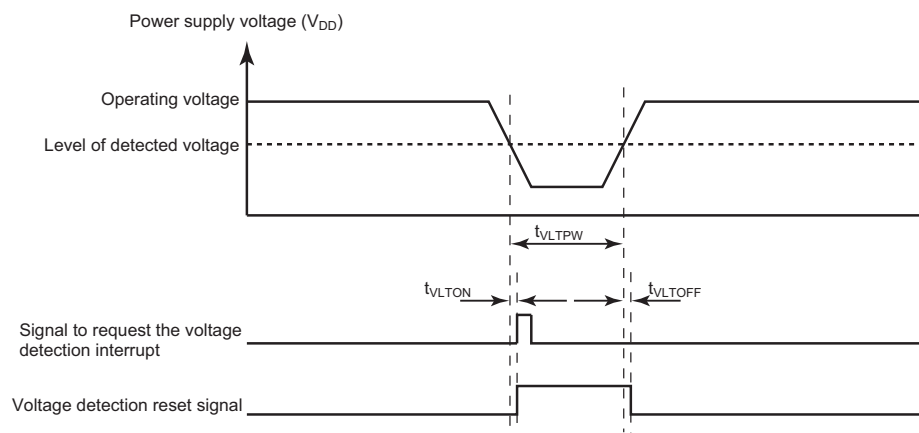 Power supply voltage (VDD)
Operating voltage
Level of detected voltage
tVLTPW
tVLTON
tVLTOFF
Signal to request the voltage
detection interrupt
Voltage detection reset signal